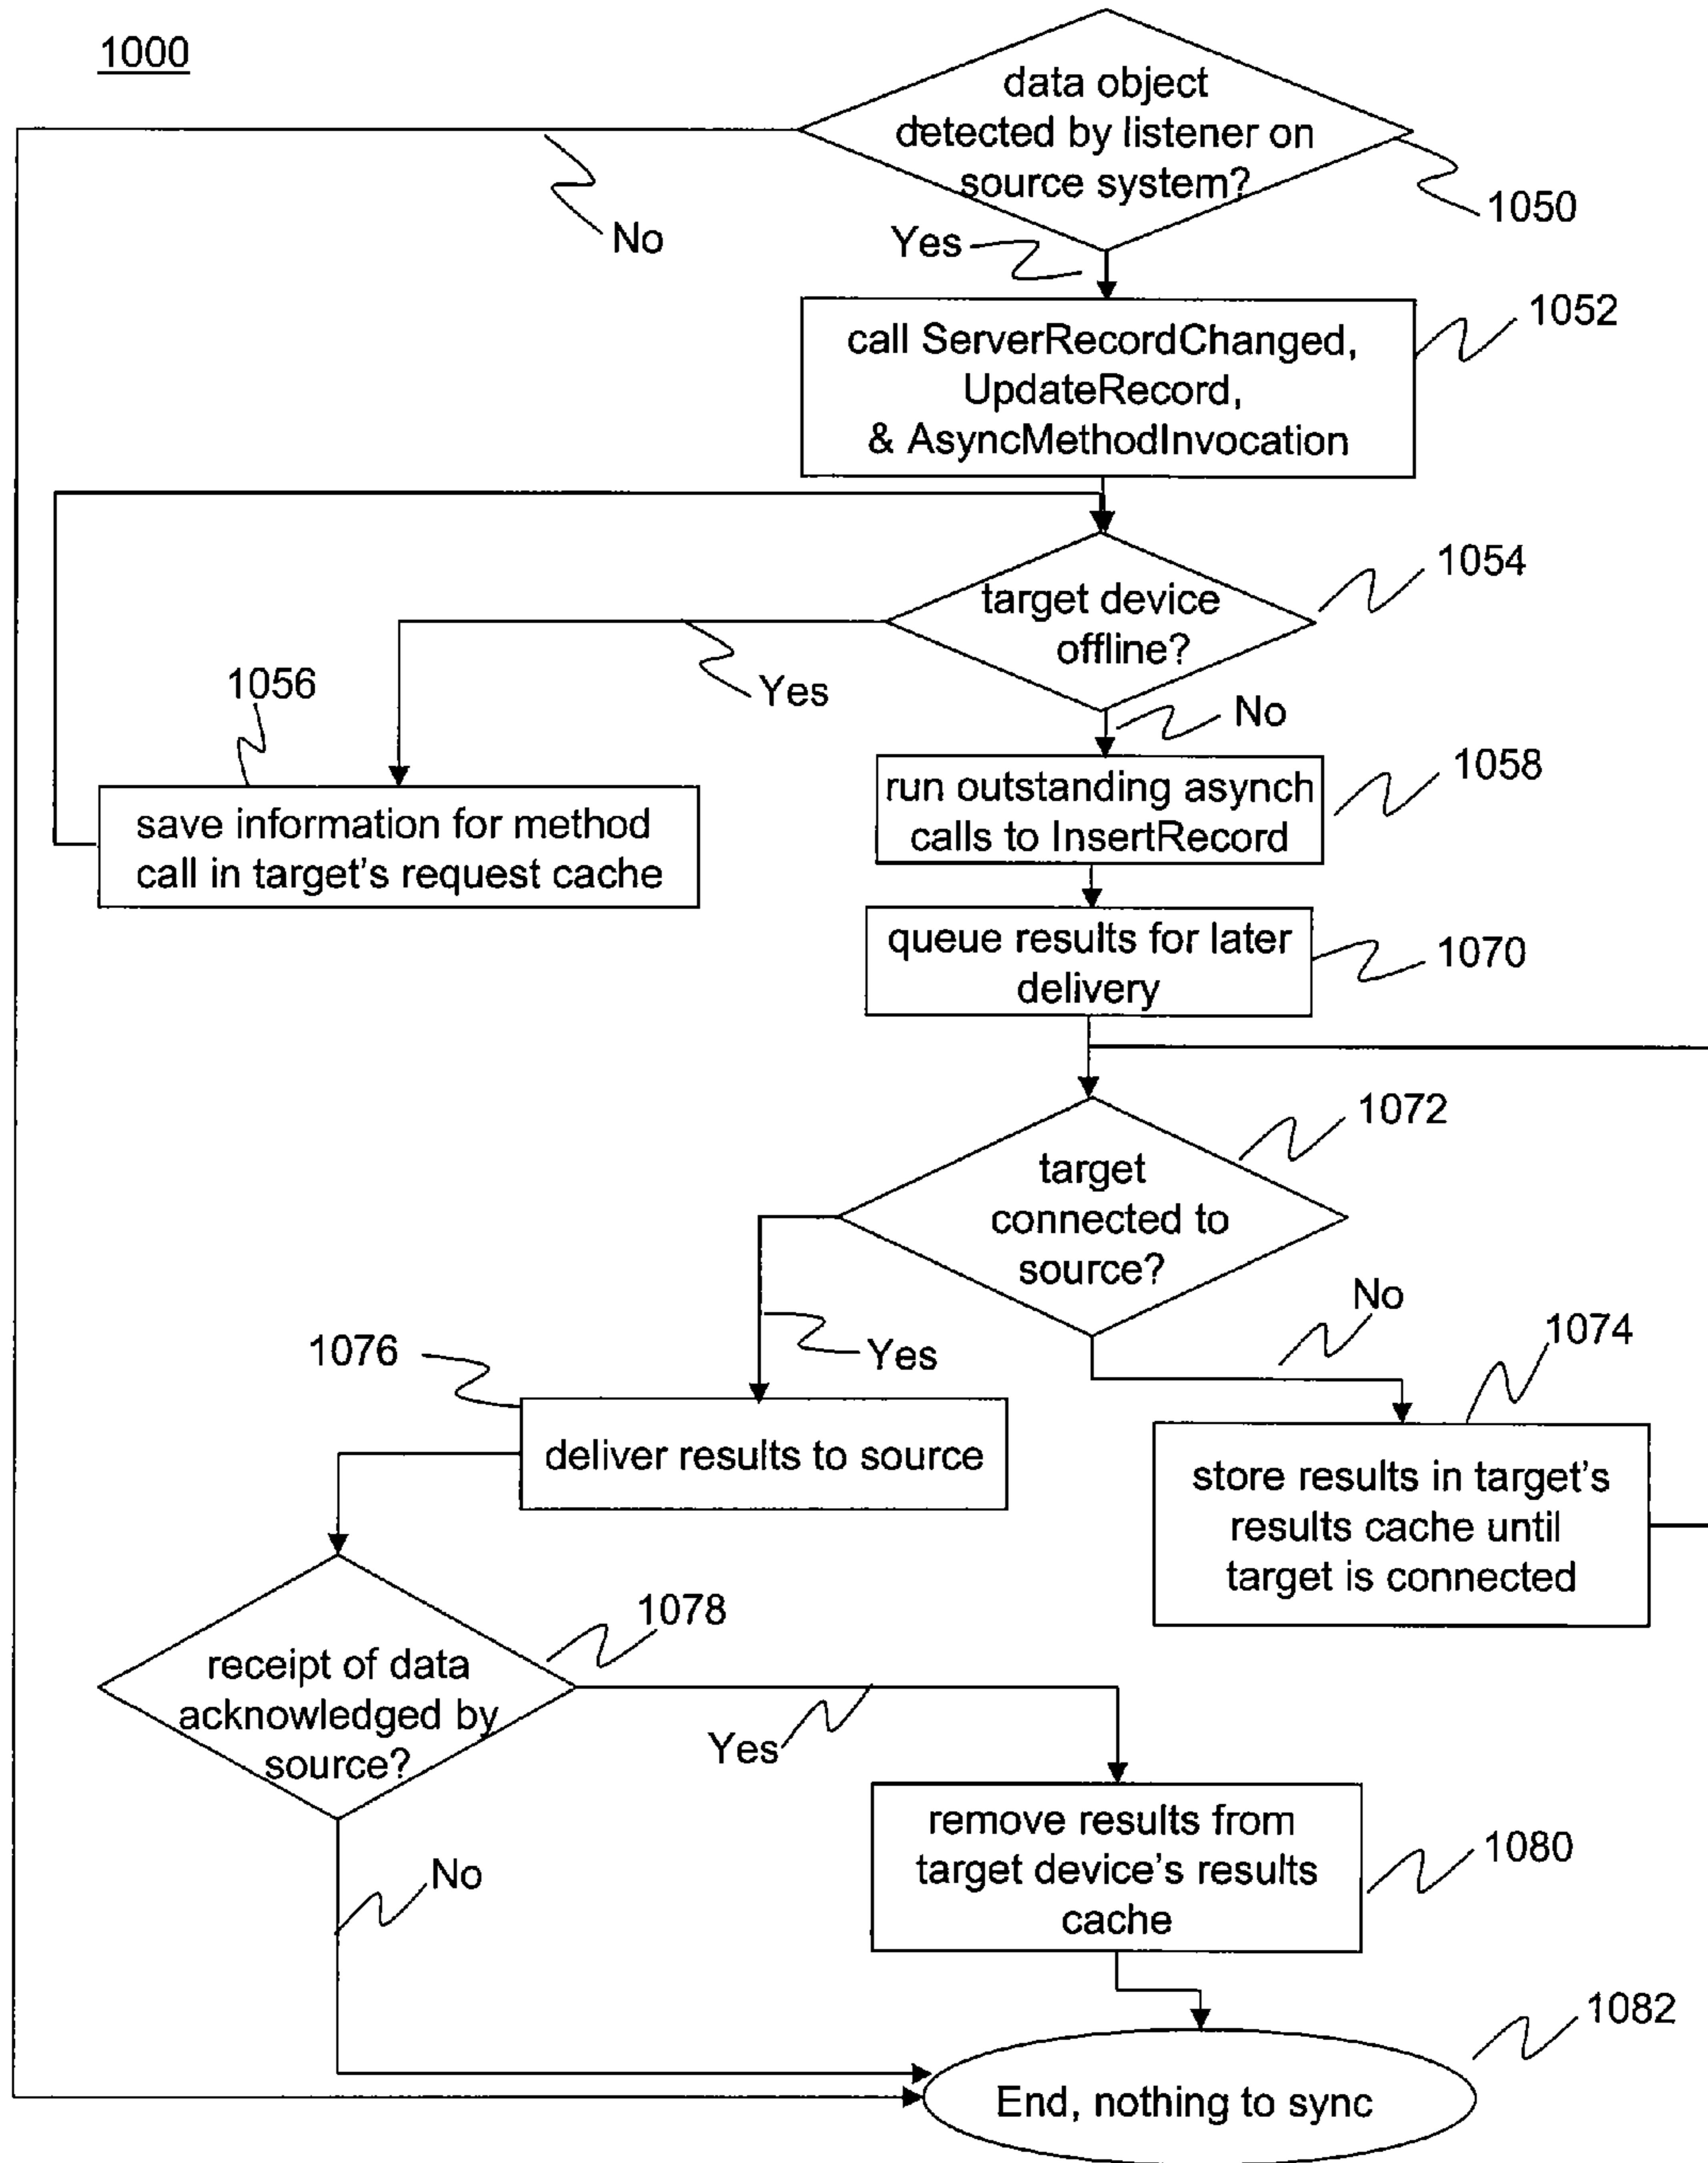 1000
data object
detected by listener on
source system?
1050
No
Yes
1052
call ServerRecordChanged,
UpdateRecord,
& AsyncMethodInvocation
1054
target device
offline?
Yes
No
1056
save information for method
call in target's request cache
1058
run outstanding asynch
calls to InsertRecord
1070
queue results for later
delivery
1072
target
connected to
source?
No
1074
Yes
1076
deliver results to source
store results in target's
results cache until
target is connected
1078
receipt of data
acknowledged by
source?
Yes
No
1080
remove results from
target device's results
cache
1082
End, nothing to sync